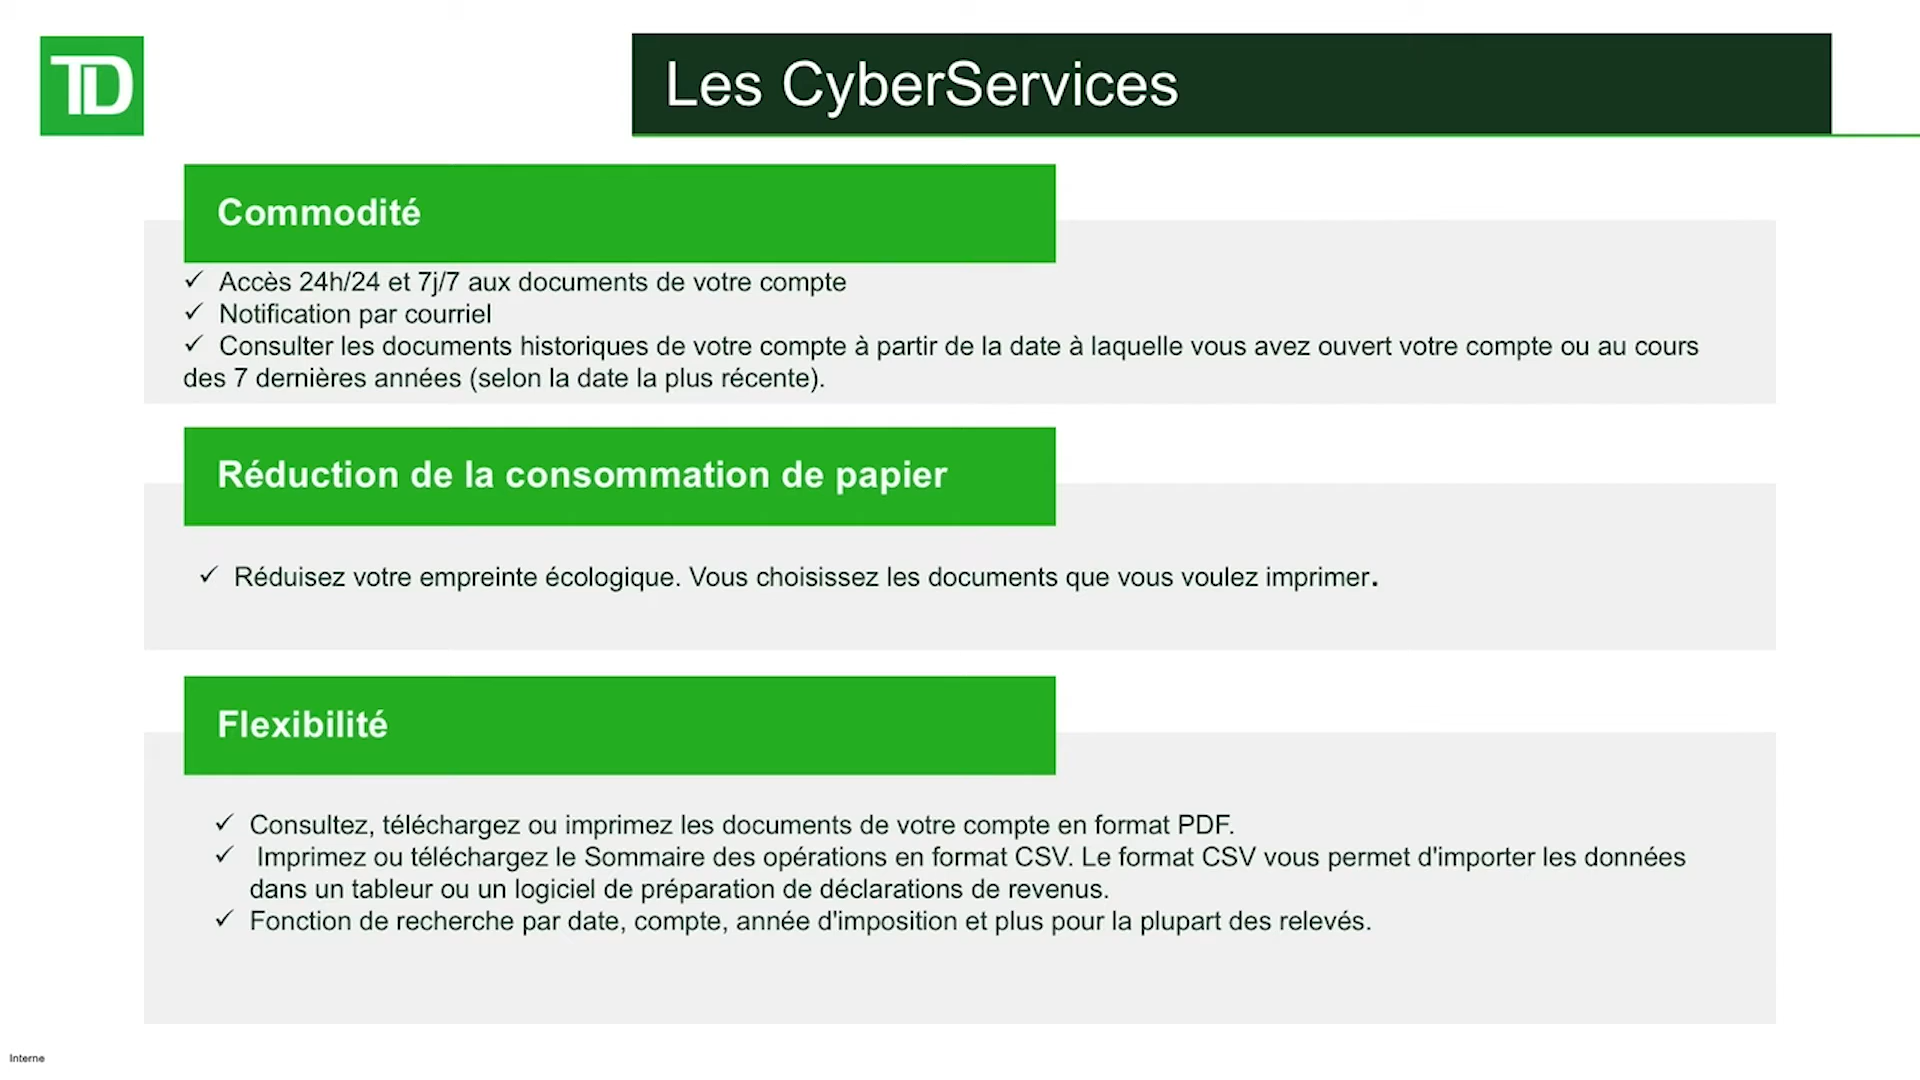 TD
Les CyberServices
Commodité
✓ Accès 24h/24 et 7j/7 aux documents de votre compte
✓ Notification par courriel
✓ Consulter les documents historiques de votre compte à partir de la date à laquelle vous avez ouvert votre compte ou au cours
des 7 dernières années (selon la date la plus récente).
Réduction de la consommation de papier
✓ Réduisez votre empreinte écologique. Vous choisissez les documents que vous voulez imprimer.
Flexibilité
✓ Consultez, téléchargez ou imprimez les documents de votre compte en format PDF.
✓ Imprimez ou téléchargez le Sommaire des opérations en format CSV. Le format CSV vous permet d'importer les données
dans un tableur ou un logiciel de préparation de déclarations de revenus.
✓ Fonction de recherche par date, compte, année d'imposition et plus pour la plupart des relevés.
Interne